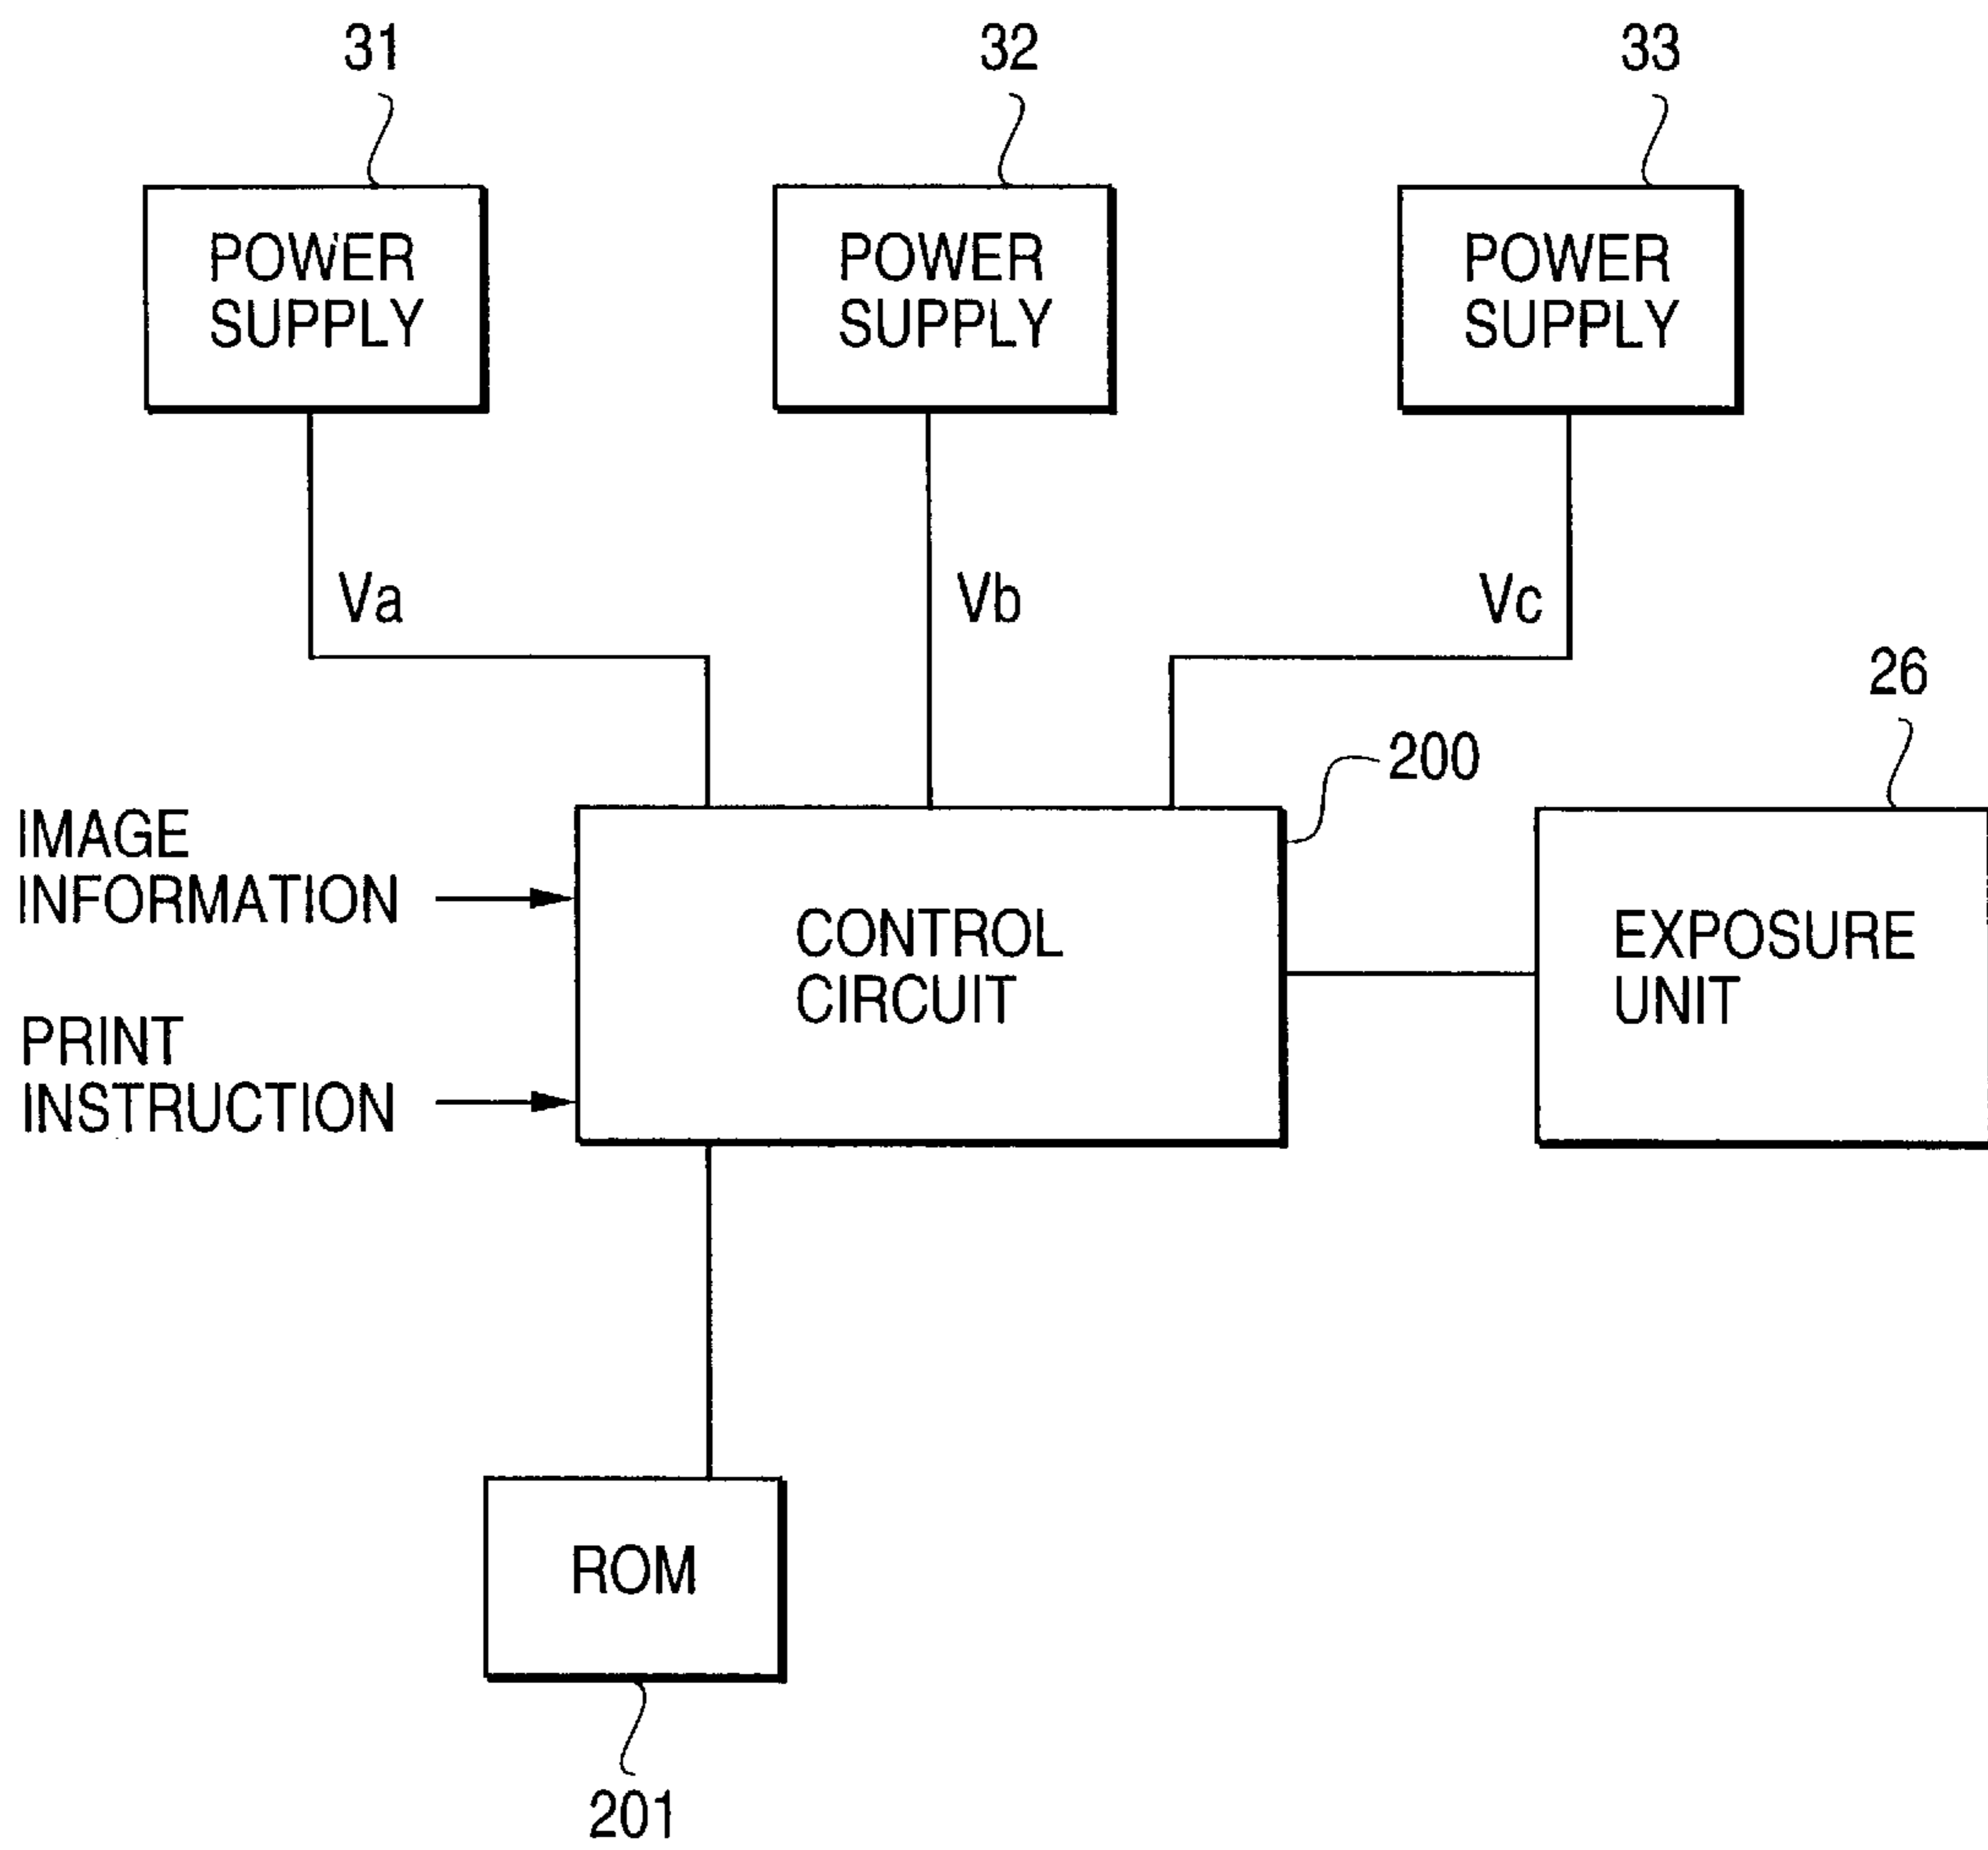 31
32
33
POWER
SUPPLY
POWER
SUPPLY
POWER
SUPPLY
Va
Vb
Vc
26
200
IMAGE
INFORMATION
CONTROL
CIRCUIT
EXPOSURE
UNIT
PRINT
INSTRUCTION
ROM
201